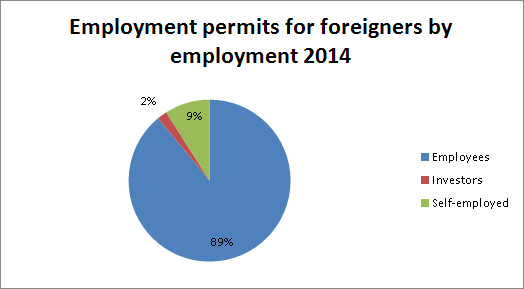 Employment permits for foreigners by
employment 2014
2%
9%
89%
Employees
Investors
Self-employed